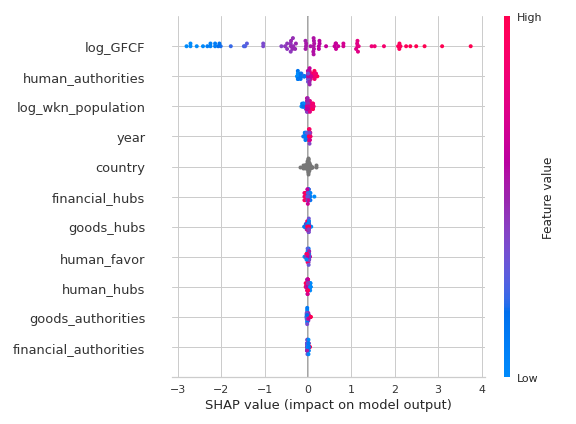 High
log_GFCF
human_authorities
log_wkn_population
year
country
financial_hubs
goods_hubs
human_favor
human_hubs
goods_authorities
financial_authorities
Feature value
Low
−3 −2 −1 0 1 2 3 4
SHAP value (impact on model output)